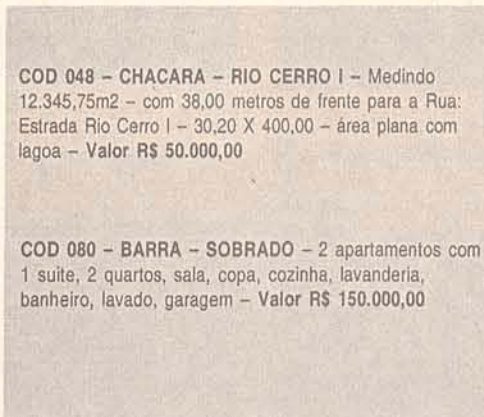 COD 048 – CHACARA – RIO CERRO I – Medindo
12.345,75m2 – com 38,00 metros de frente para a Rua:
Estrada Rio Cerro I – 30,20 X 400,00 – área plana com
lagoa – Valor R$ 50.000,00
COD 080 – BARRA – SOBRADO – 2 apartamentos com
1 suite, 2 quartos, sala, copa, cozinha, lavanderia,
banheiro, lavado, garagem – Valor R$ 150.000,00